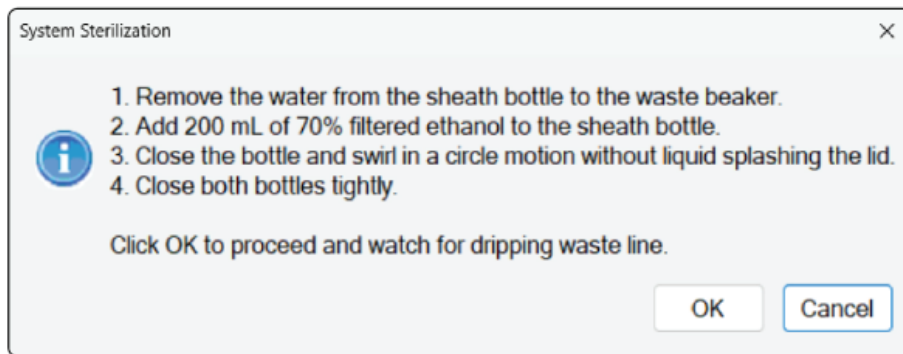 System Sterilization
1. Remove the water from the sheath bottle to the waste beaker.
2. Add 200 mL of 70% filtered ethanol to the sheath bottle.
3. Close the bottle and swirl in a circle motion without liquid splashing the lid.
4. Close both bottles tightly.
Click OK to proceed and watch for dripping waste line.
OK
Cancel